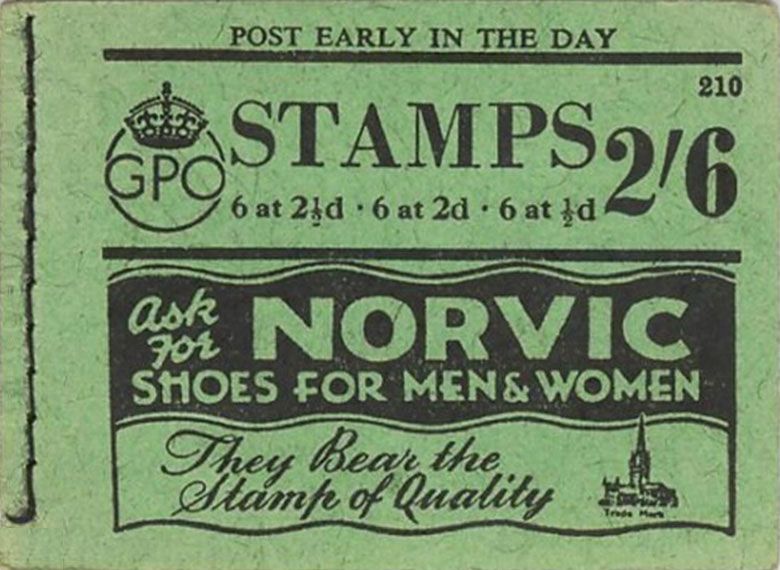 POST EARLY IN THE DAY
210
GPO
STAMPS 2/6
6 at 2½d · 6 at 2d · 6 at ½d
Ask for NORVIC
SHOES FOR MEN & WOMEN
They Bear the
Stamp of Quality
Trade Mark